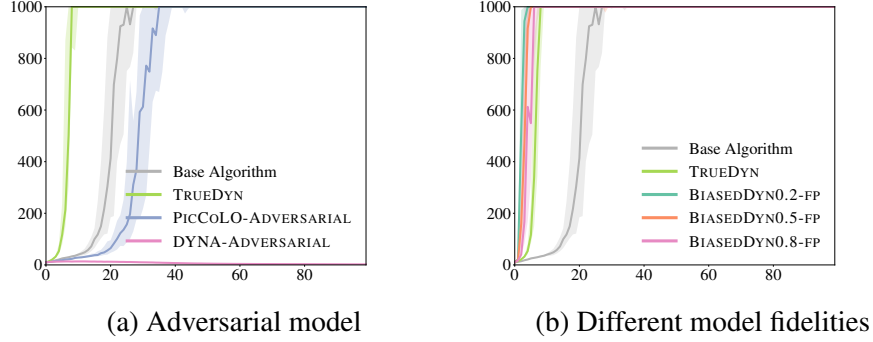 1000
800
600
400
200
0
0 20 40 60 80
Base Algorithm
TRUEDYN
PICCOLO-ADVERSARIAL
DYNA-ADVERSARIAL
(a) Adversarial model
1000
800
600
400
200
0
0 20 40 60 80
Base Algorithm
TRUEDYN
BIASEDDYN0.2-FP
BIASEDDYN0.5-FP
BIASEDDYN0.8-FP
(b) Different model fidelities